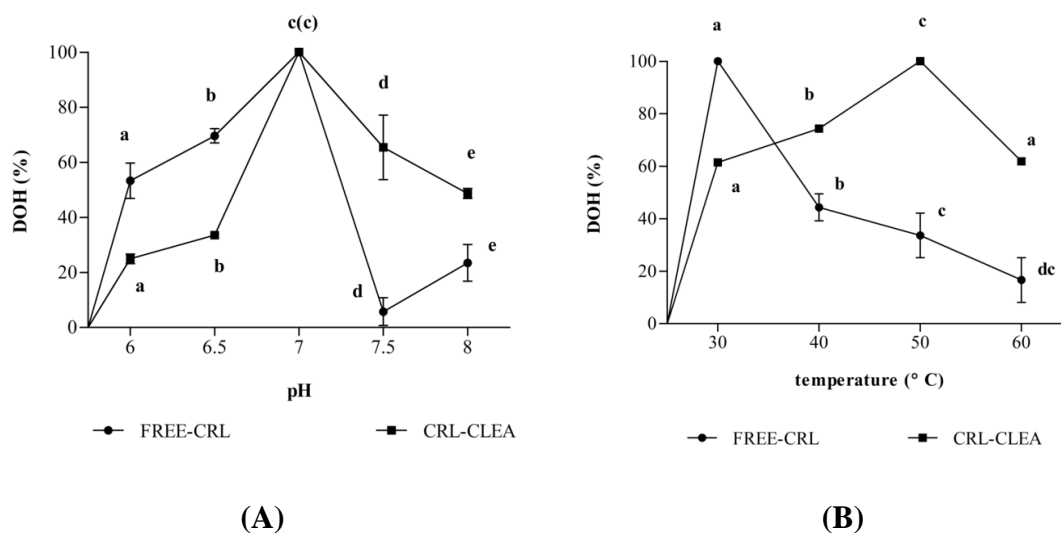 c(c)
100
80
60
40
20
0
DOH (%)
a
b
d
e
a
b
d
e
6
6.5
7
7.5
8
pH
FREE-CRL
CRL-CLEA
(A)
a
c
100
80
60
40
20
0
DOH (%)
b
a
a
b
c
dc
30
40
50
60
temperature (° C)
FREE-CRL
CRL-CLEA
(B)